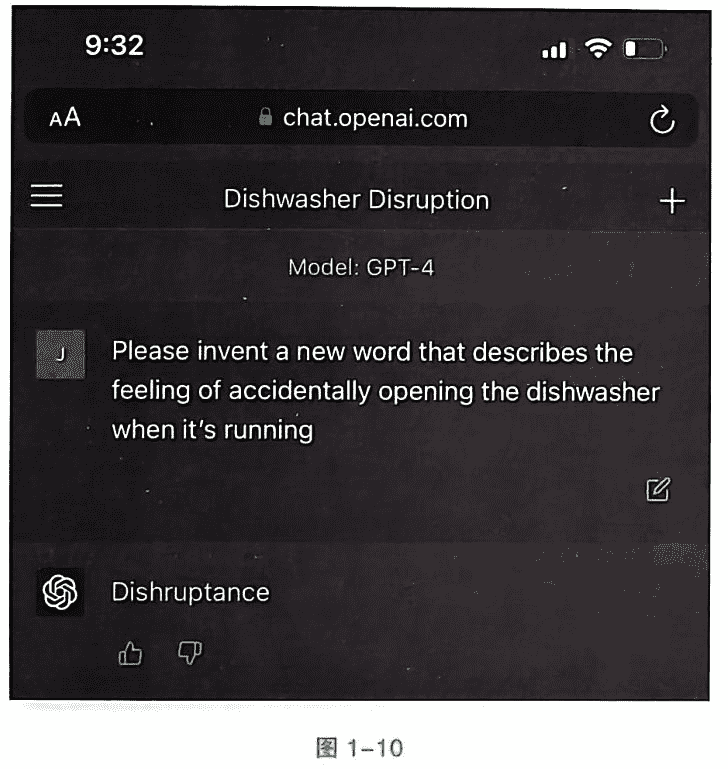 9:32
AA
chat.openai.com
Dishwasher Disruption
Model: GPT-4
J
Please invent a new word that describes the
feeling of accidentally opening the dishwasher
when it's running
Dishruptance
图 1-10